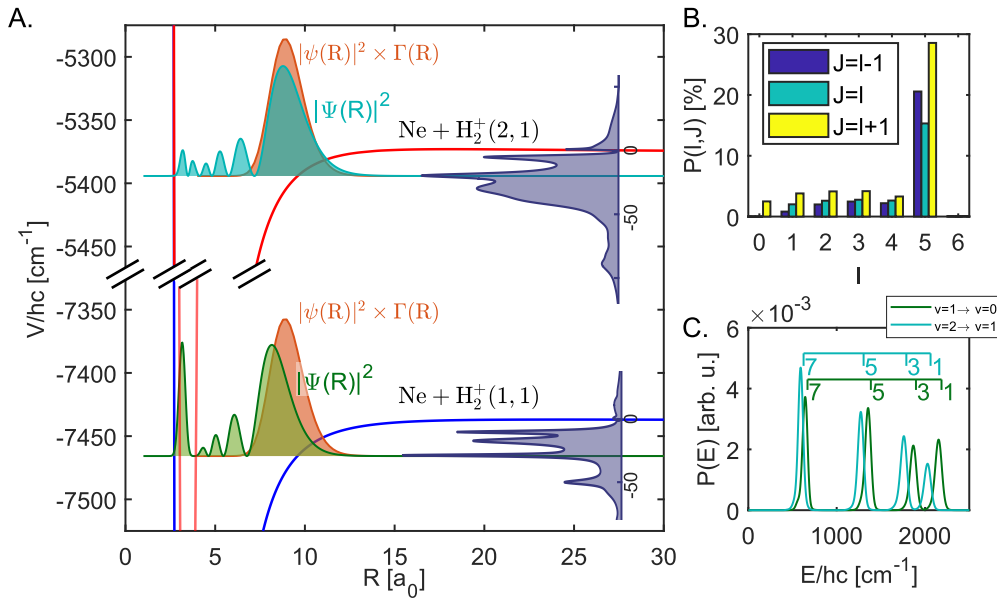 A.
V/hc [cm⁻¹]
-5300
-5350
-5400
-5450
-7350
-7400
-7450
-7500
|ψ(R)|² × Γ(R)
|Ψ(R)|²
Ne + H₂⁺(2,1)
0
-50
|ψ(R)|² × Γ(R)
|Ψ(R)|²
Ne + H₂⁺(1,1)
0
-50
0 5 10 15 20 25 30
R [a₀]
B.
P(l,J) [%]
30
20
10
0
J=l-1
J=l
J=l+1
0 1 2 3 4 5 6
l
C.
×10⁻³
v=1→ v=0
v=2→ v=1
P(E) [arb. u.]
6
4
2
0
7 5 3 1
7 5 3 1
0 1000 2000
E/hc [cm⁻¹]